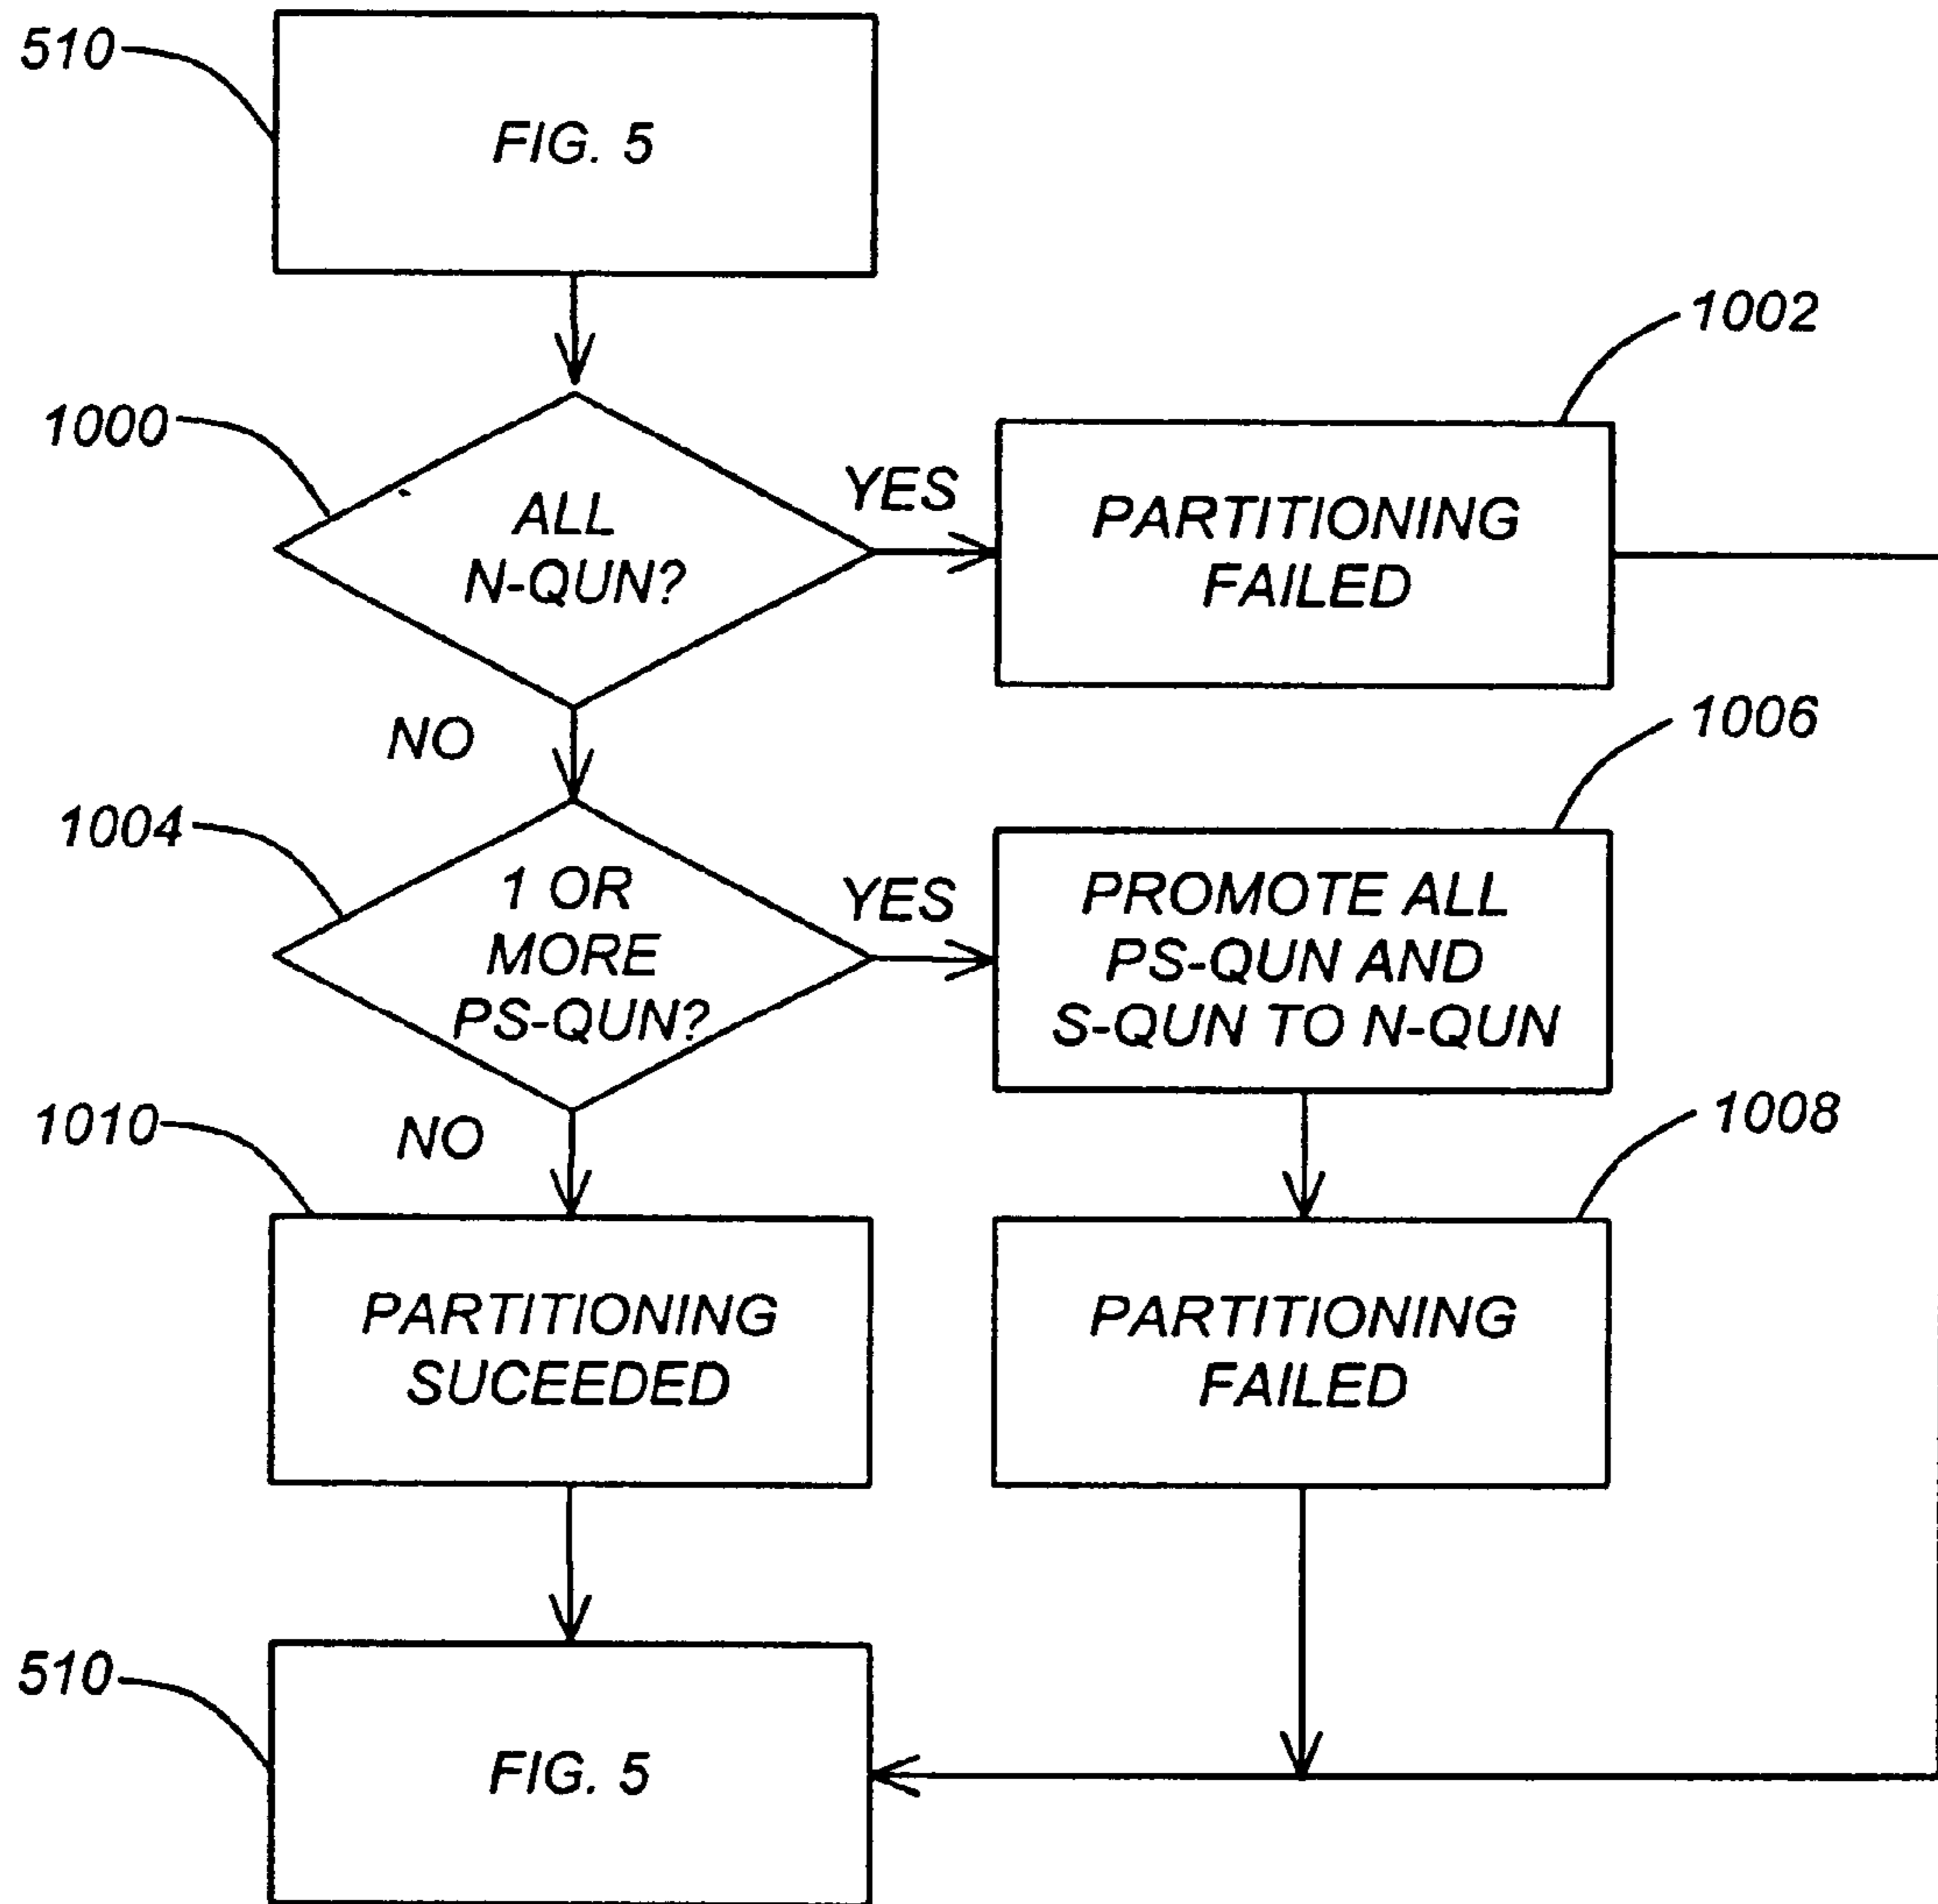 510
FIG. 5
1002
1000
ALL
N-QUN?
YES
PARTITIONING
FAILED
NO
1006
1004
1 OR
MORE
PS-QUN?
YES
PROMOTE ALL
PS-QUN AND
S-QUN TO N-QUN
1010
NO
1008
PARTITIONING
SUCEEDED
PARTITIONING
FAILED
510
FIG. 5